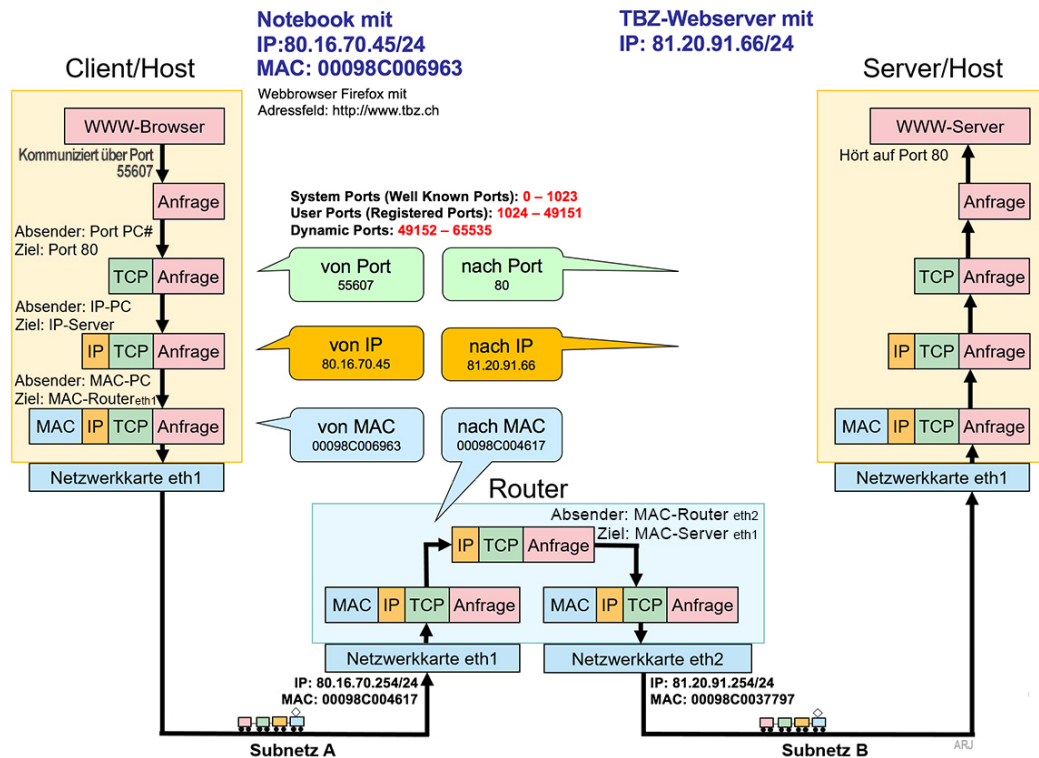 Notebook mit
IP:80.16.70.45/24
MAC: 00098C006963
TBZ-Webserver mit
IP: 81.20.91.66/24
Client/Host
Server/Host
Webbrowser Firefox mit
Adressfeld: http://www.tbz.ch
WWW-Browser
Kommuniziert über Port
55607
Anfrage
Absender: Port PC#
Ziel: Port 80
TCP Anfrage
Absender: IP-PC
Ziel: IP-Server
IP TCP Anfrage
Absender: MAC-PC
Ziel: MAC-Router eth1
MAC IP TCP Anfrage
Netzwerkkarte eth1
System Ports (Well Known Ports): 0 – 1023
User Ports (Registered Ports): 1024 – 49151
Dynamic Ports: 49152 – 65535
von Port
55607
nach Port
80
von IP
80.16.70.45
nach IP
81.20.91.66
von MAC
00098C006963
nach MAC
00098C004617
WWW-Server
Hört auf Port 80
Anfrage
TCP Anfrage
IP TCP Anfrage
MAC IP TCP Anfrage
Netzwerkkarte eth1
Router
Absender: MAC-Router eth2
Ziel: MAC-Server eth1
IP TCP Anfrage
MAC IP TCP Anfrage
MAC IP TCP Anfrage
Netzwerkkarte eth1
Netzwerkkarte eth2
IP: 80.16.70.254/24
MAC: 00098C004617
IP: 81.20.91.254/24
MAC: 00098C0037797
Subnetz A
Subnetz B
ARJ